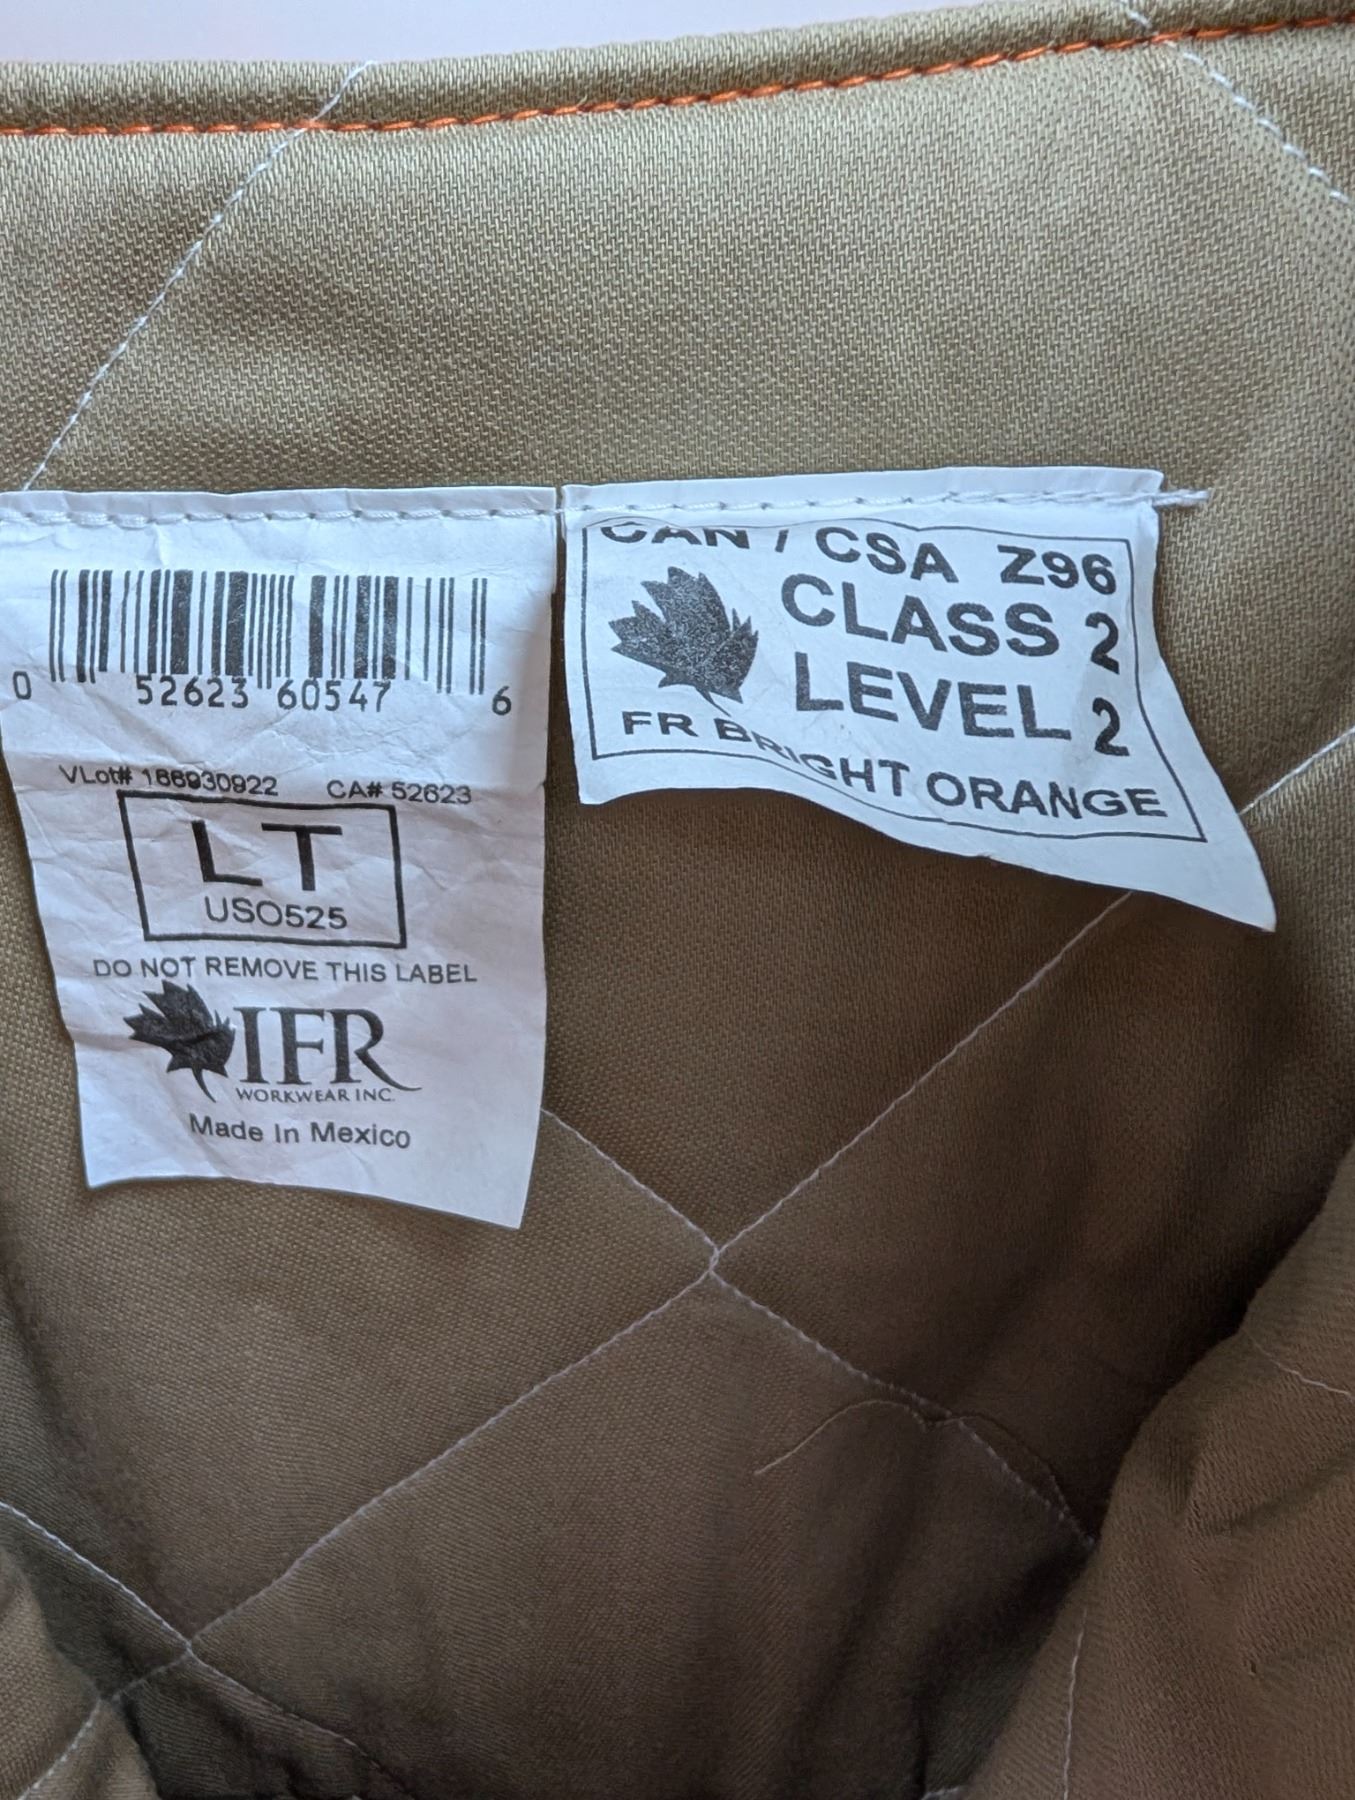 0 52623 60547 6
VLot# 166930922 CA# 52623
LT
USO525
DO NOT REMOVE THIS LABEL
IFR
WORKWEAR INC.
Made In Mexico
CAN / CSA Z96
CLASS 2
LEVEL 2
FR BRIGHT ORANGE